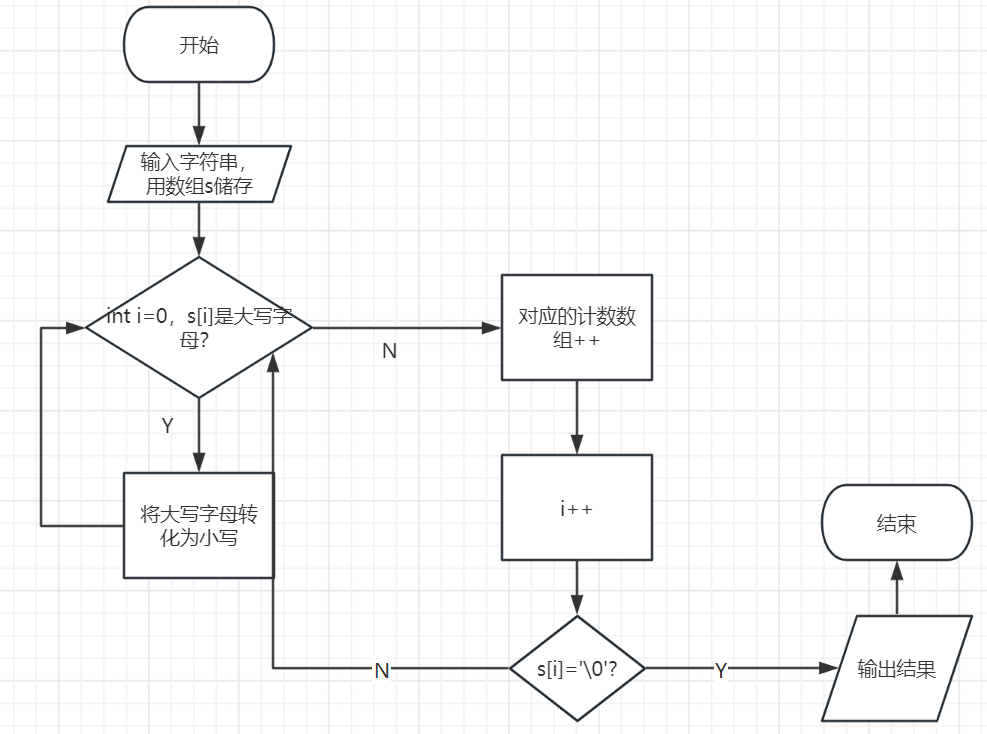 开始
输入字符串，
用数组s储存
int i=0，s[i]是大写字
母？
N
对应的计数数
组++
Y
将大写字母转
化为小写
i++
结束
N
s[i]='\0'?
Y
输出结果